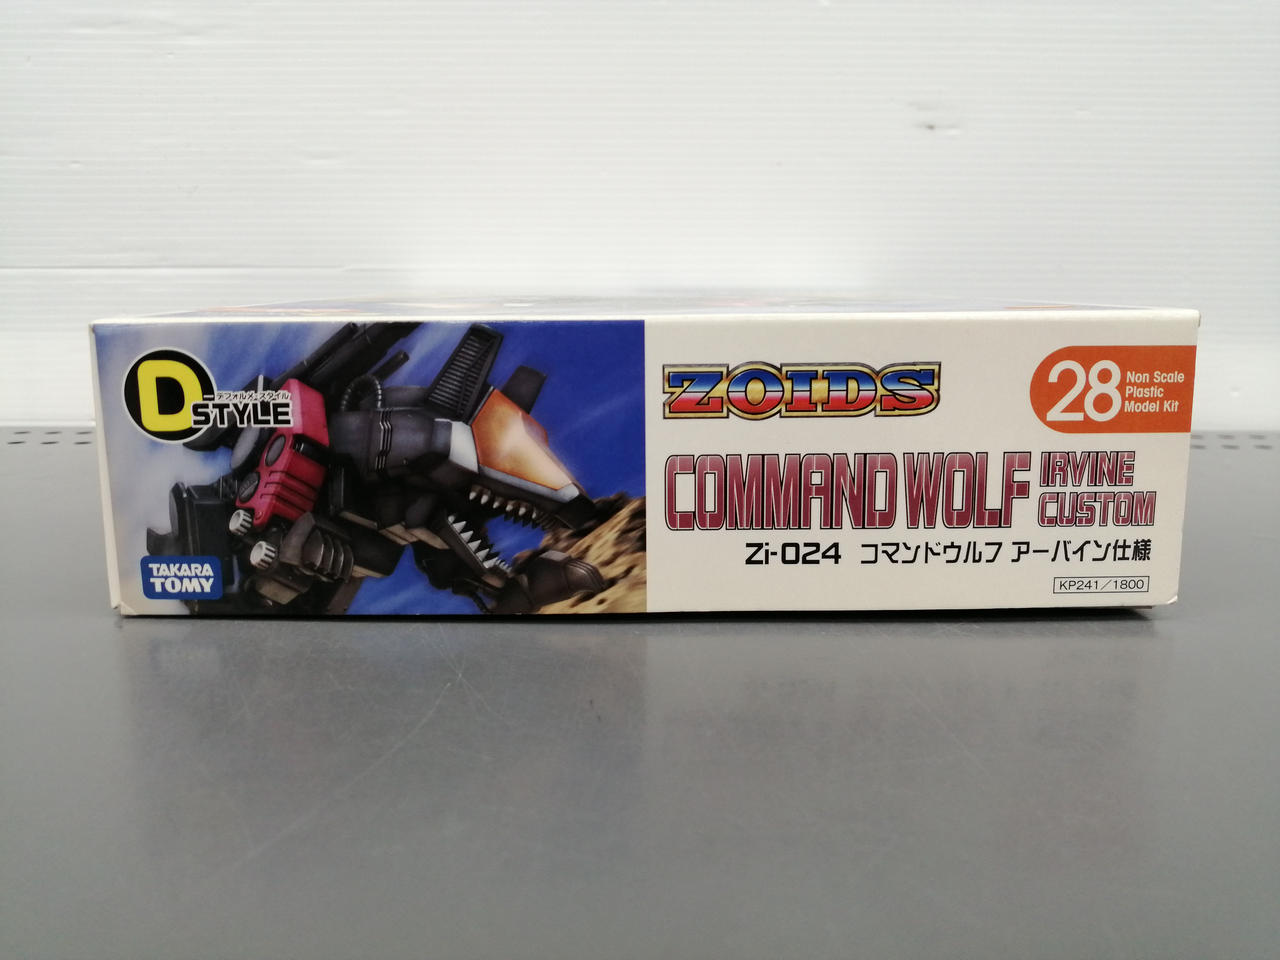 D
デフォルメ スタイル
STYLE
TAKARA
TOMY
ZOIDS
28
Non Scale
Plastic
Model Kit
COMMAND WOLF
IRVINE
CUSTOM
Zi-024 コマンドウルフ アーバイン仕様
KP241/1800